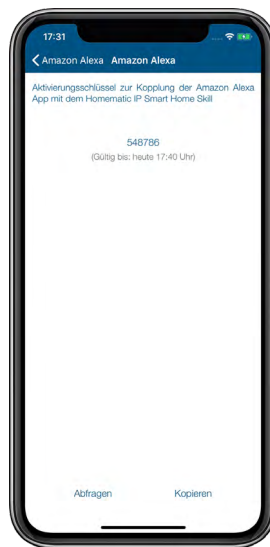 17:31
Amazon Alexa Amazon Alexa
Aktivierungsschlüssel zur Kopplung der Amazon Alexa
App mit dem Homematic IP Smart Home Skill
548786
(Gültig bis: heute 17:40 Uhr)
Abfragen Kopieren